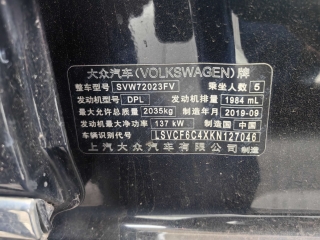 大众汽车(VOLKSWAGEN)牌
整车型号 SVW72023FV 乘坐人数 5
发动机型号 DPL 发动机排量 1984 mL
最大允许总质量 2035kg 制造年月 2019-09
发动机最大净功率 137 kW 制造国 中国
车辆识别代号 LSVCF6C4XKN127046
上汽大众汽车有限公司